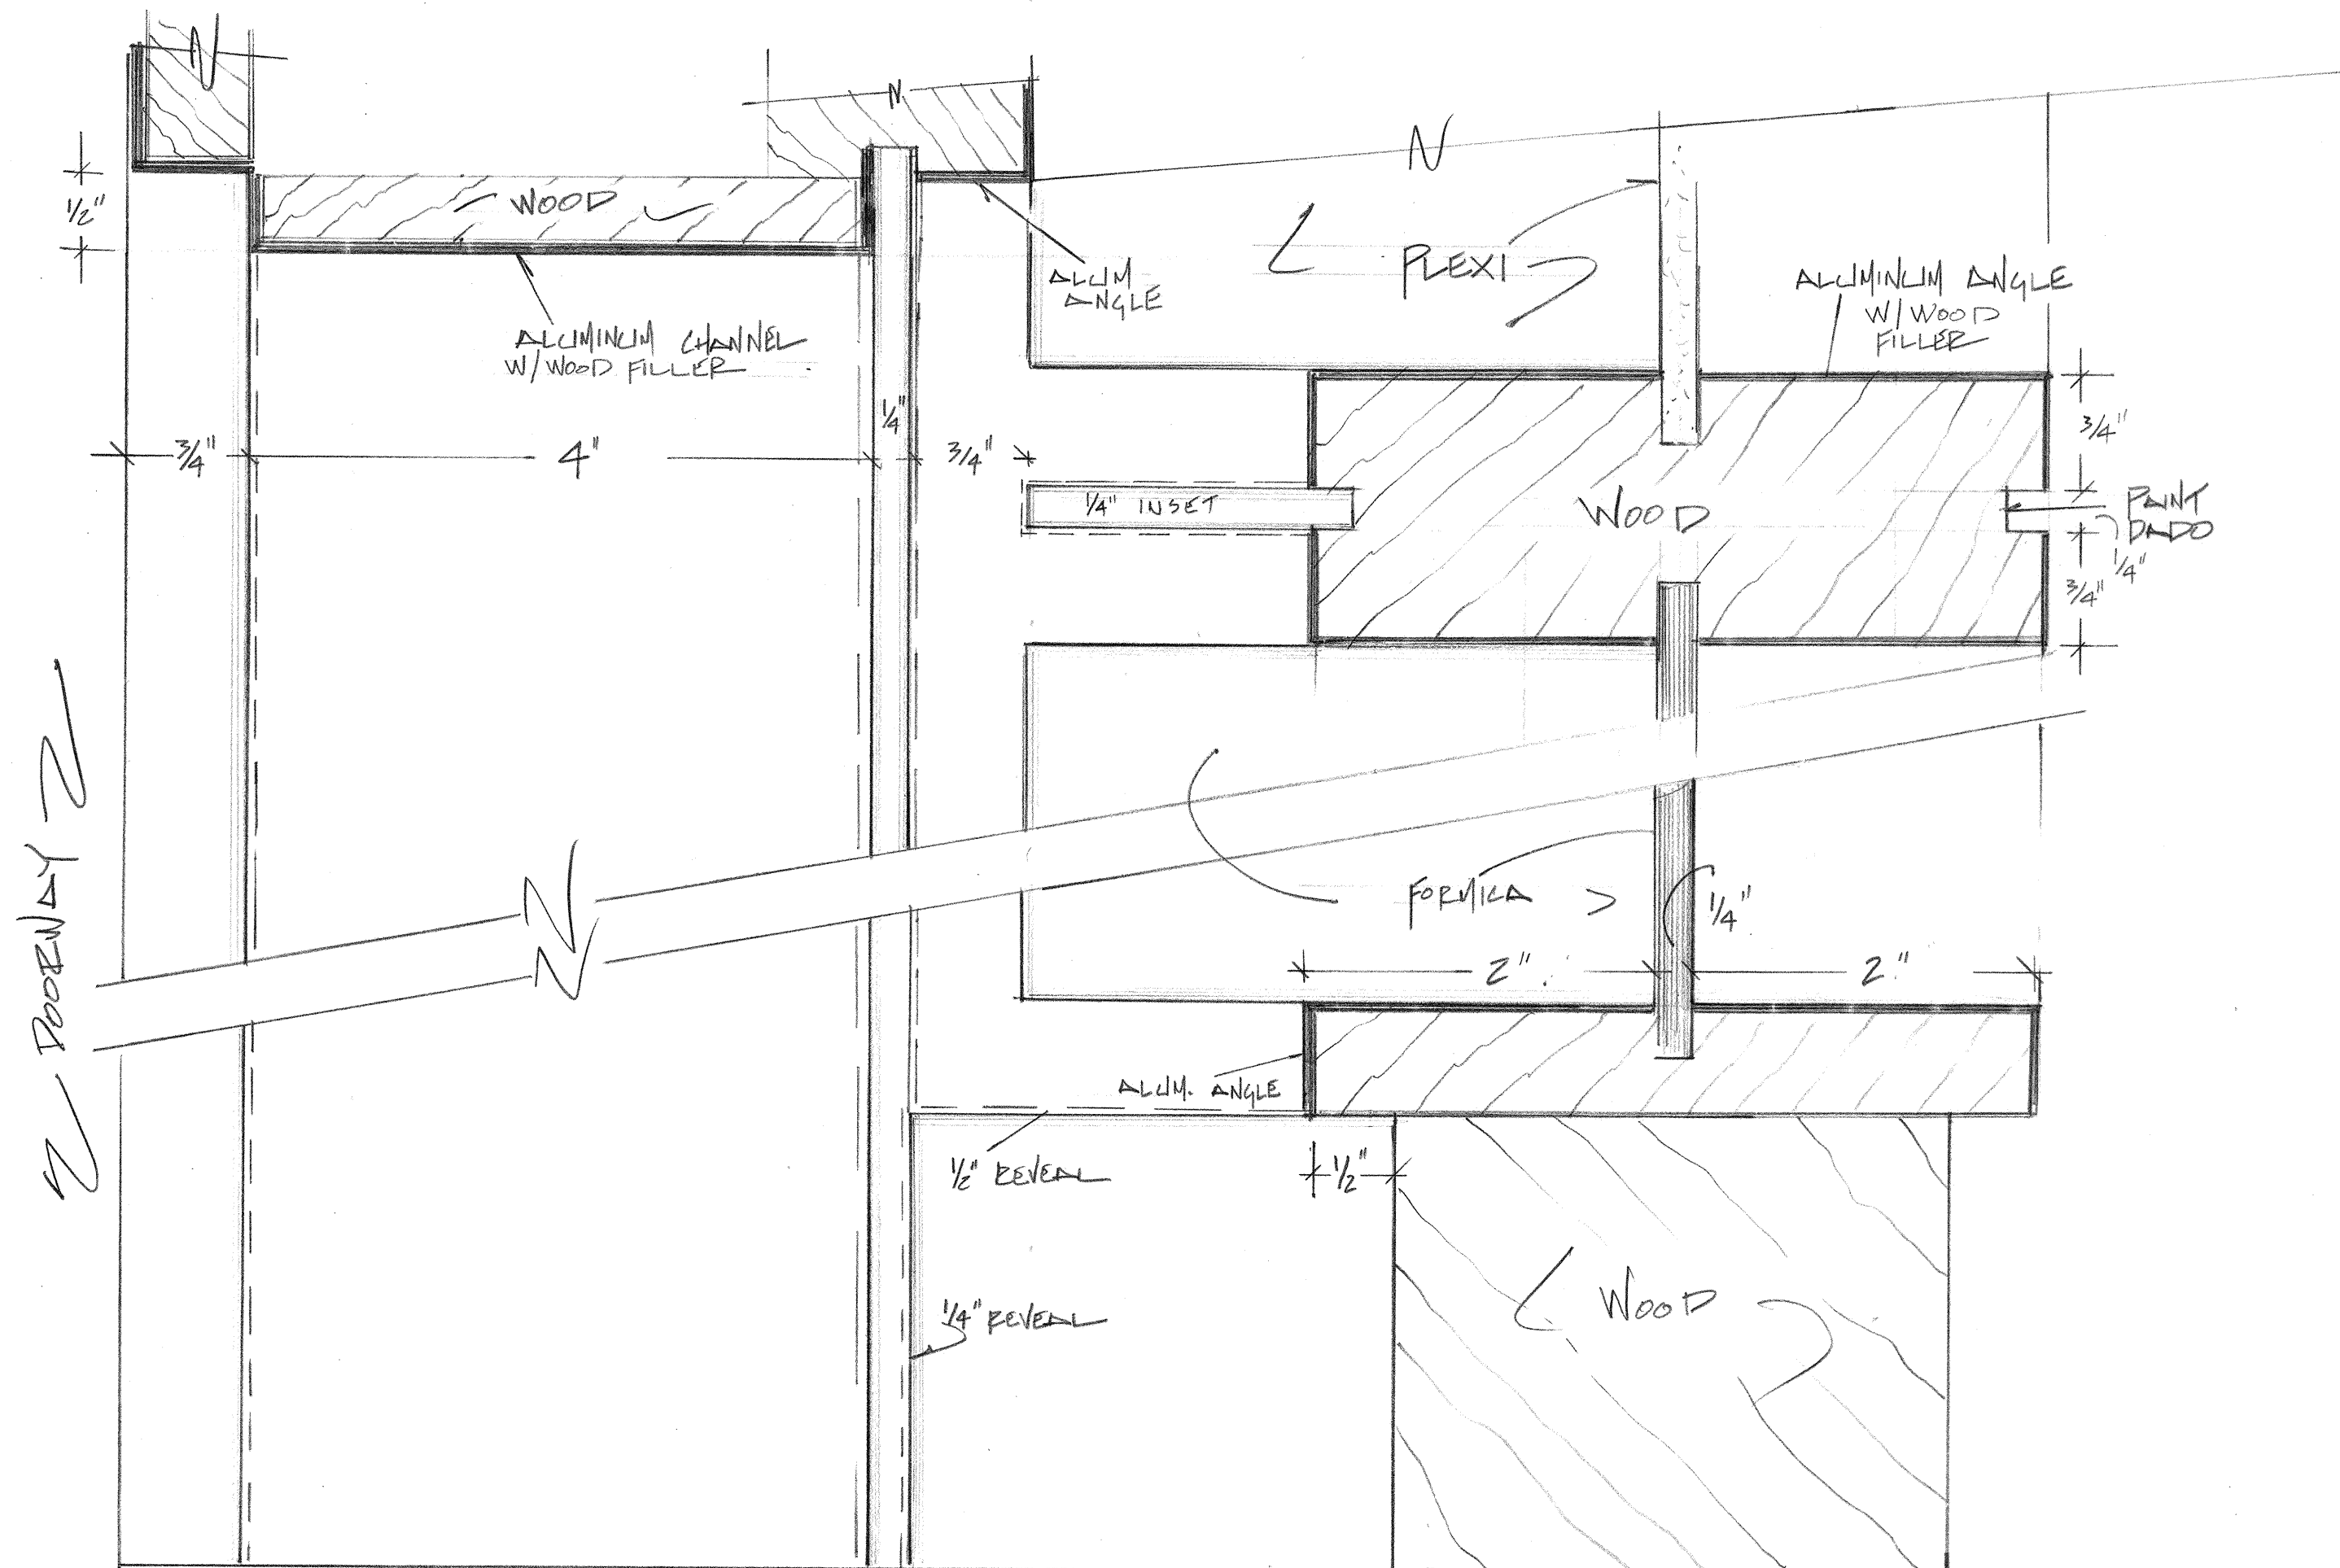 1/2"
WOOD
ALUM
ANGLE
PLEXI
ALUMINUM ANGLE
W/WOOD
FILLER
ALUMINUM CHANNEL
W/WOOD FILLER
3/4"
4"
1/4"
3/4"
1/4" INSET
WOOD
3/4"
PAINT
DADO
1/4"
3/4"
DOORWAY
FORMICA
1/4"
2"
2"
ALUM. ANGLE
1/2" REVEAL
1/2"
1/4" REVEAL
WOOD